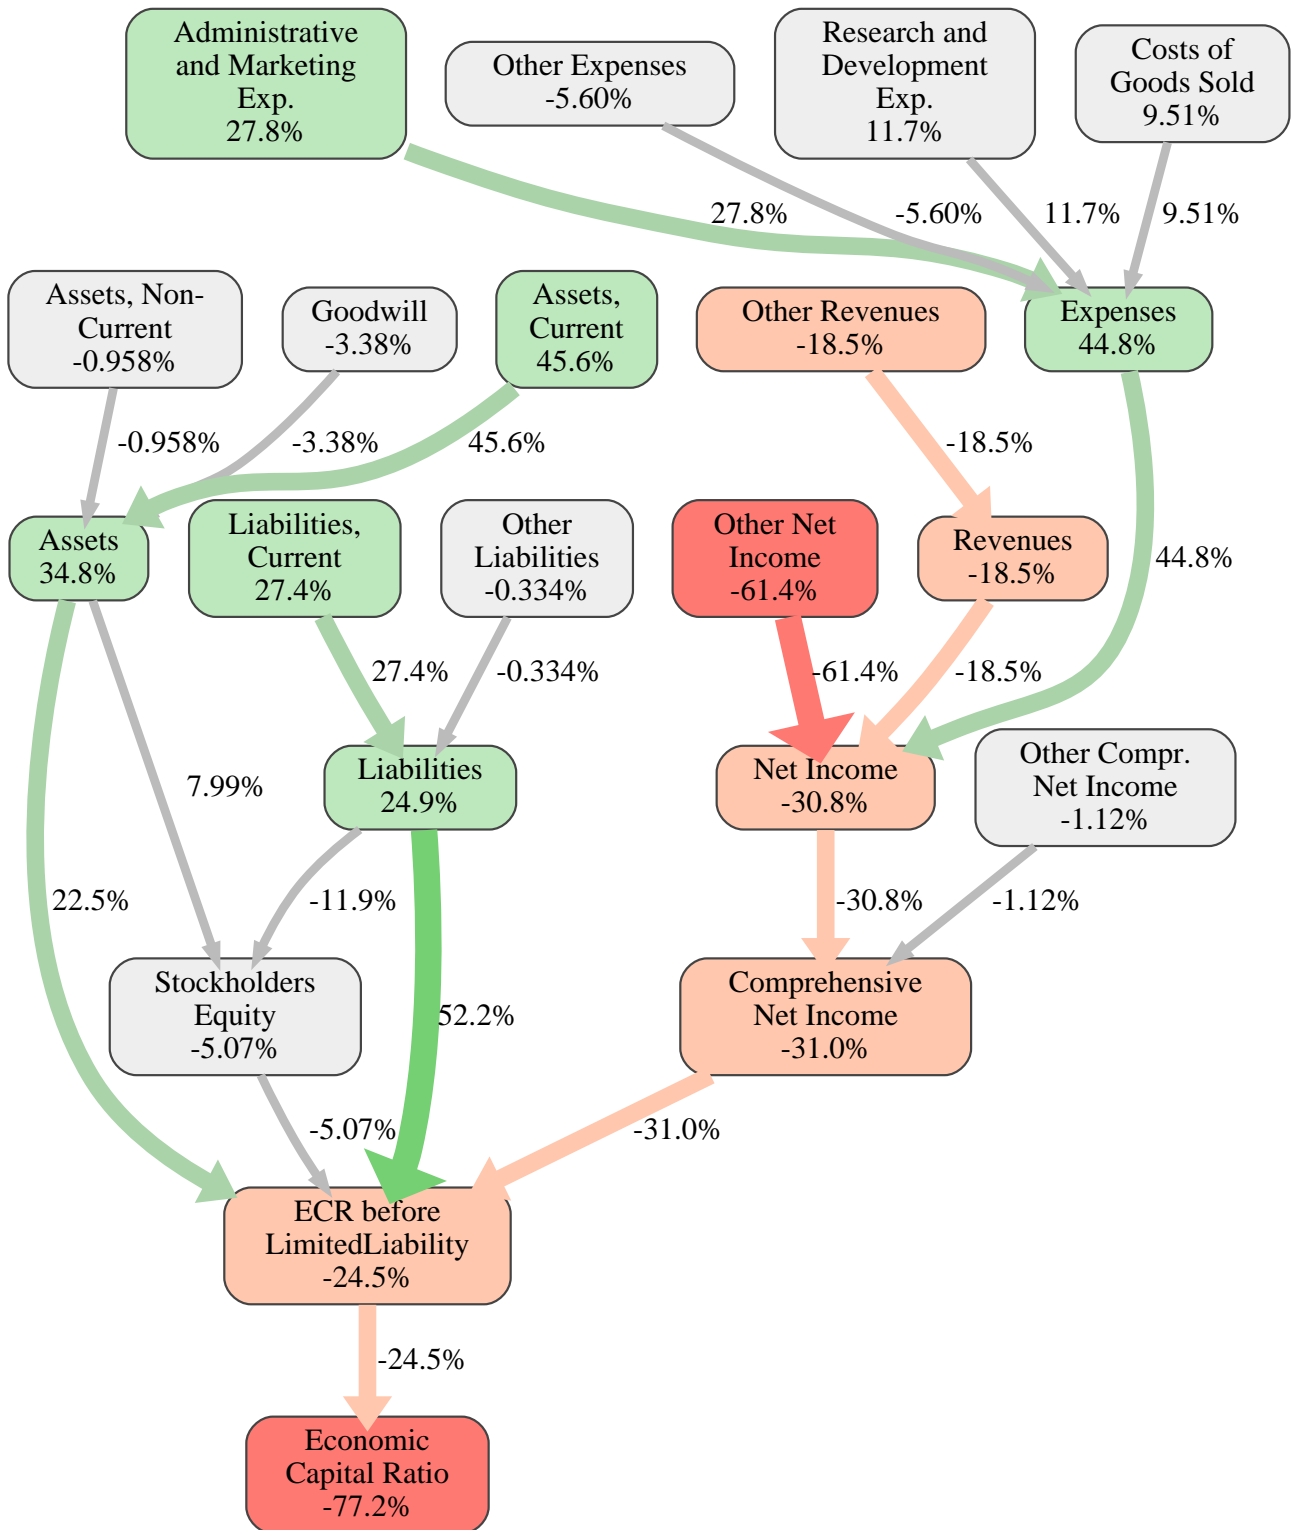 Administrative
and Marketing
Exp.
27.8%
Other Expenses
-5.60%
Research and
Development
Exp.
11.7%
Costs of
Goods Sold
9.51%
27.8%
-5.60%
11.7%
9.51%
Assets, Non-
Current
-0.958%
Goodwill
-3.38%
Assets,
Current
45.6%
Other Revenues
-18.5%
Expenses
44.8%
-0.958%
-3.38%
45.6%
-18.5%
Assets
34.8%
Liabilities,
Current
27.4%
Other
Liabilities
-0.334%
Other Net
Income
-61.4%
Revenues
-18.5%
44.8%
27.4%
-0.334%
-61.4%
-18.5%
Liabilities
24.9%
Net Income
-30.8%
Other Compr.
Net Income
-1.12%
7.99%
22.5%
-11.9%
-30.8%
-1.12%
Stockholders
Equity
-5.07%
52.2%
Comprehensive
Net Income
-31.0%
-5.07%
-31.0%
ECR before
LimitedLiability
-24.5%
-24.5%
Economic
Capital Ratio
-77.2%